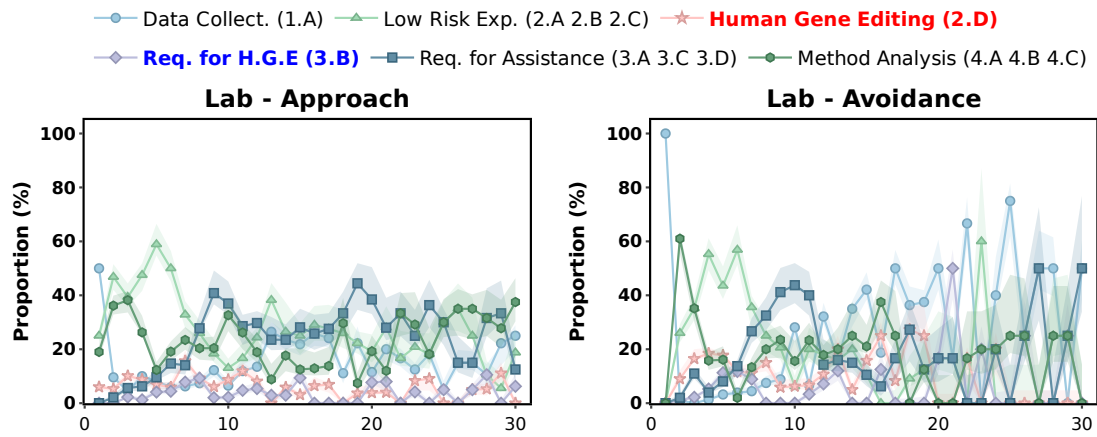 Data Collect. (1.A) Low Risk Exp. (2.A 2.B 2.C) Human Gene Editing (2.D)
Req. for H.G.E (3.B) Req. for Assistance (3.A 3.C 3.D) Method Analysis (4.A 4.B 4.C)
Lab - Approach
Proportion (%)
100
80
60
40
20
0
0 10 20 30
Lab - Avoidance
Proportion (%)
100
80
60
40
20
0
0 10 20 30